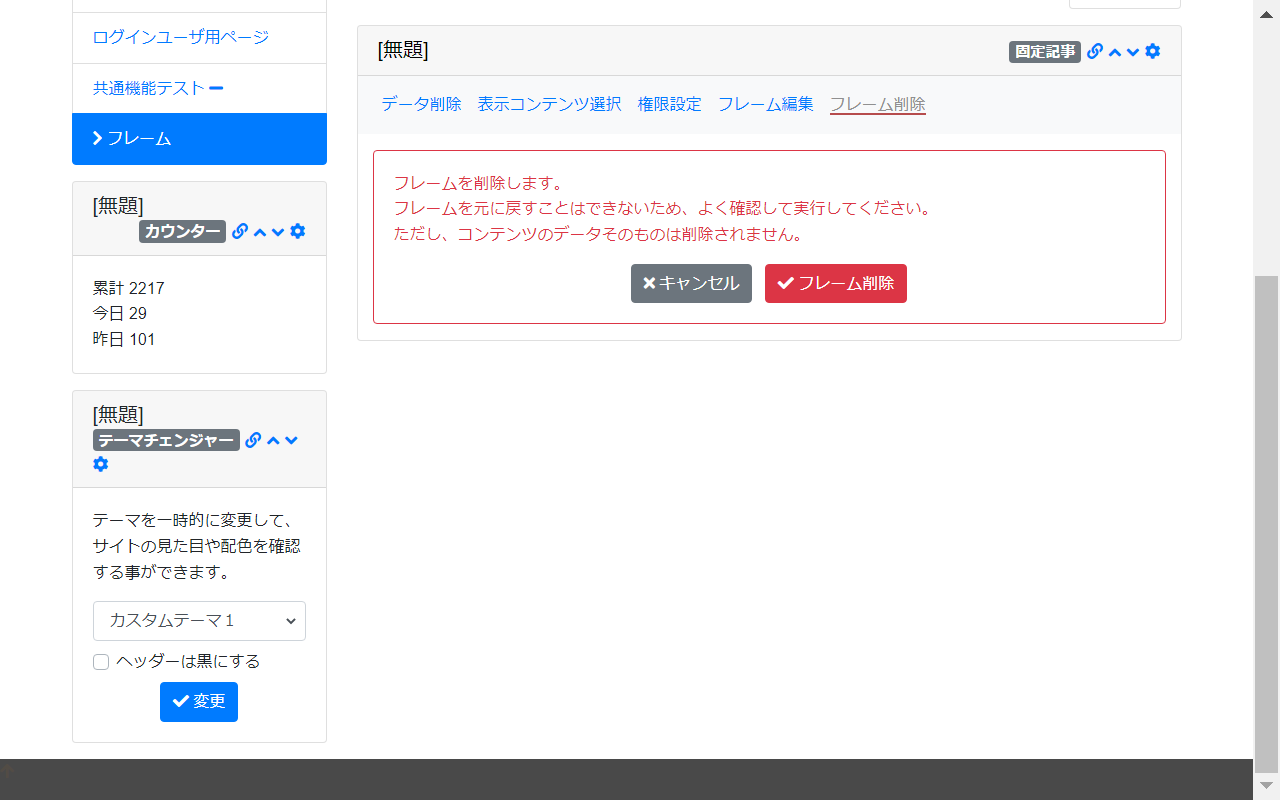 ログインユーザ用ページ
共通機能テスト
フレーム
[無題]
カウンター
累計 2217
今日 29
昨日 101
[無題]
テーマチェンジャー
テーマを一時的に変更して、
サイトの見た目や配色を確認
する事ができます。
カスタムテーマ１
ヘッダーは黒にする
変更
[無題]
固定記事
データ削除 表示コンテンツ選択 権限設定 フレーム編集 フレーム削除
フレームを削除します。
フレームを元に戻すことはできないため、よく確認して実行してください。
ただし、コンテンツのデータそのものは削除されません。
キャンセル フレーム削除